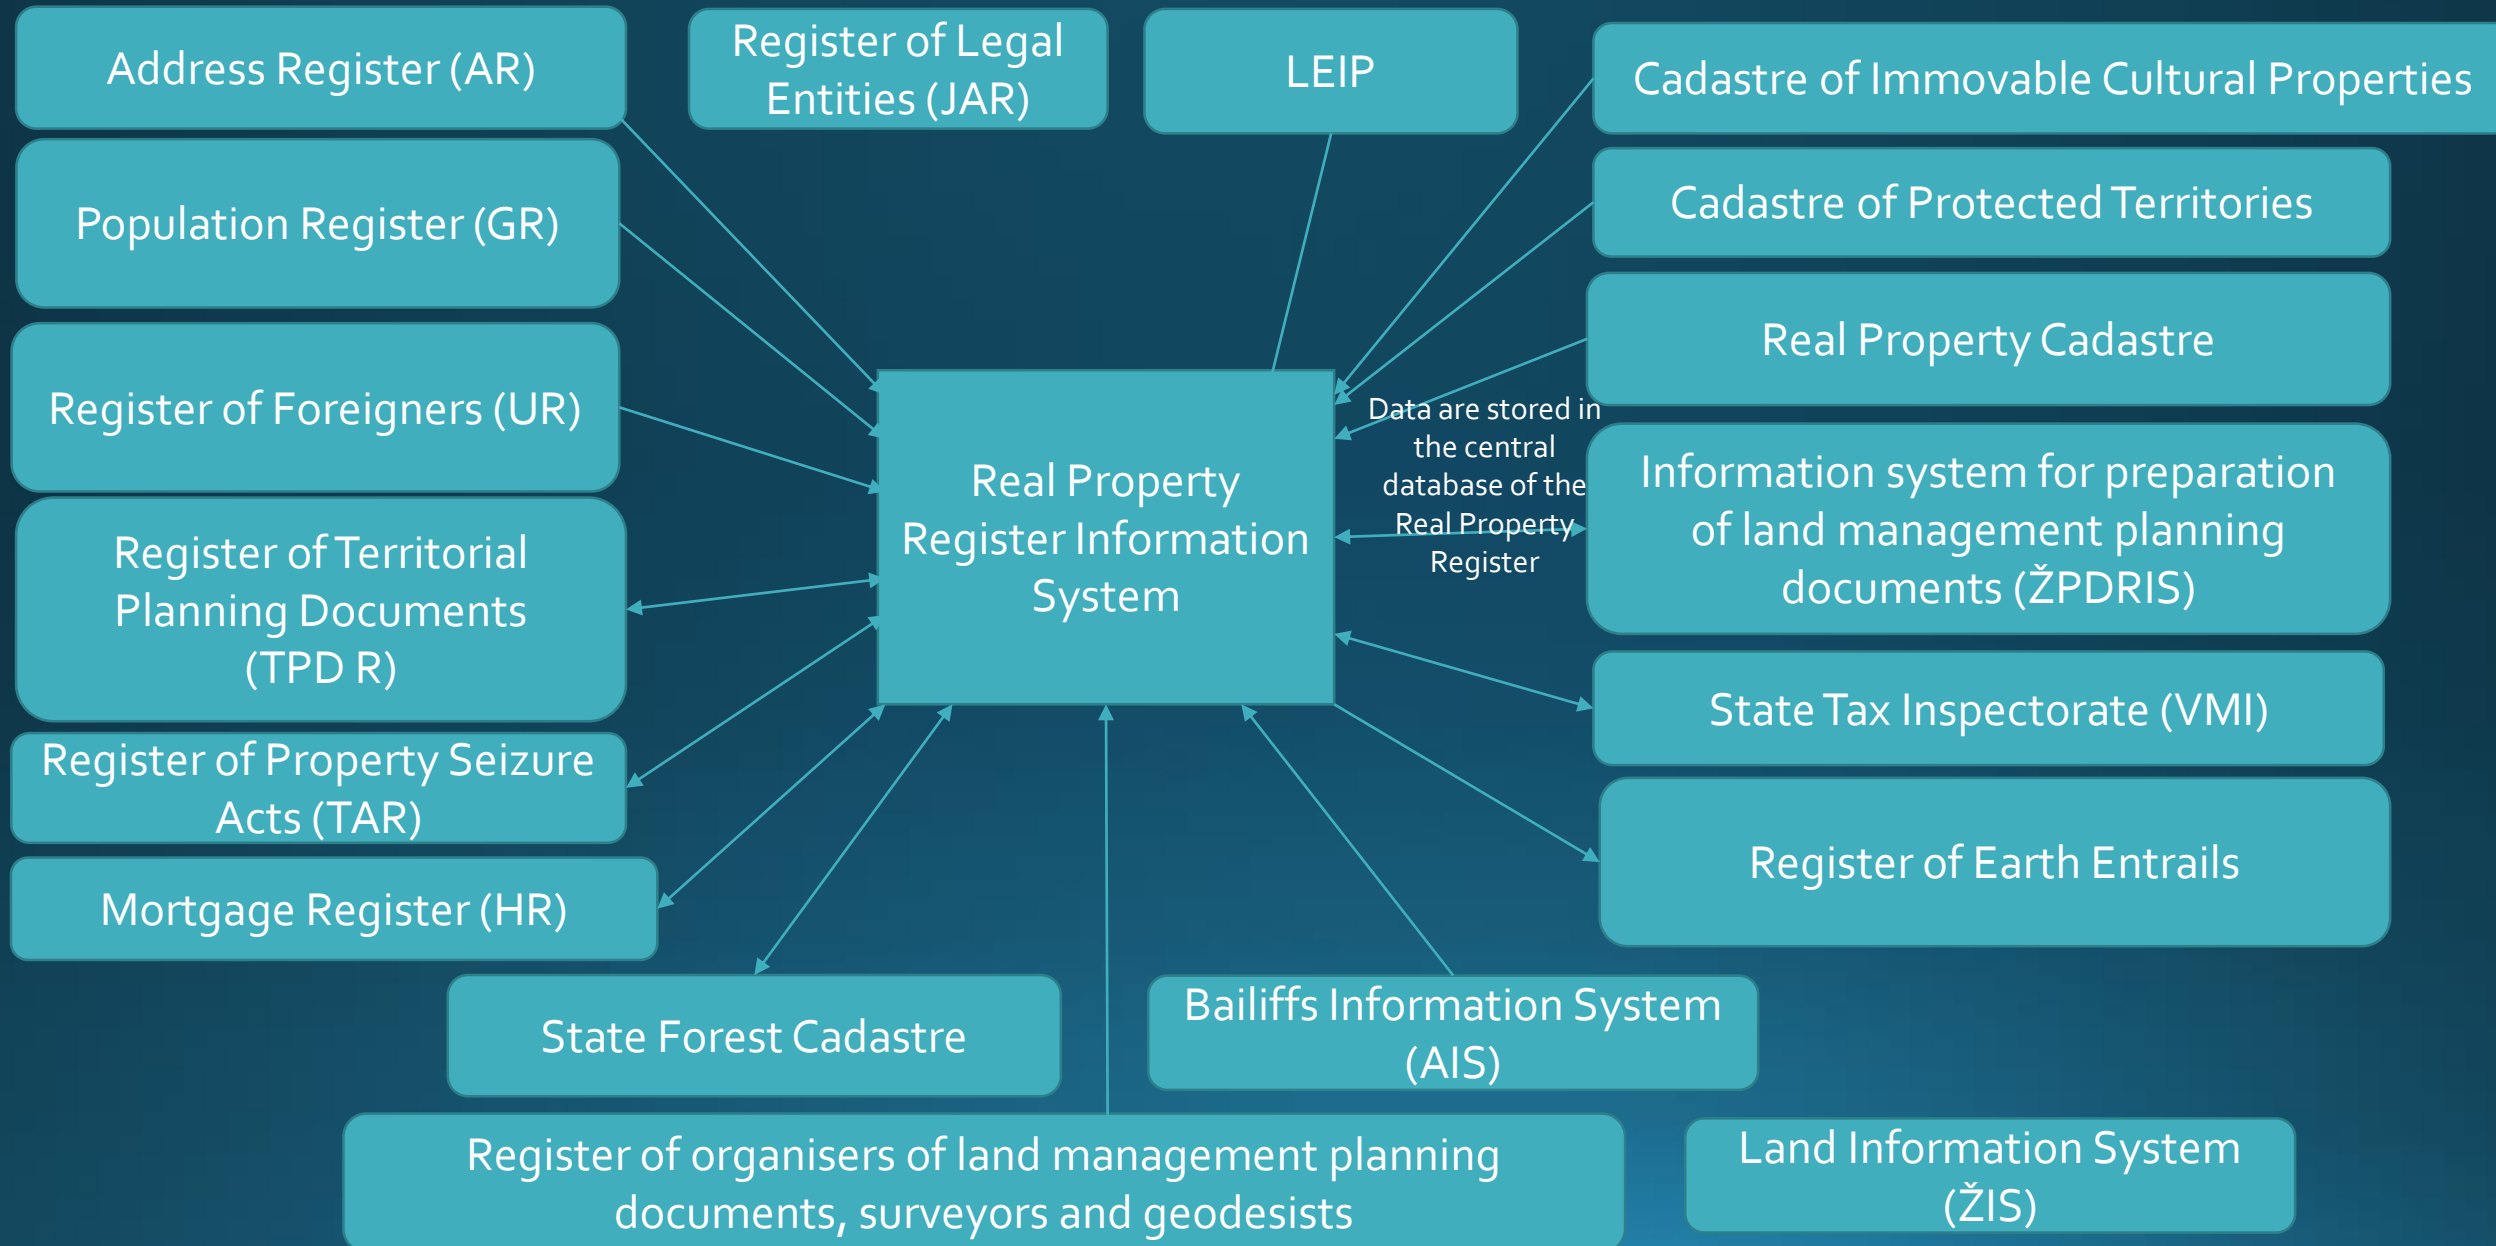 Address Register (AR)
Register of Legal
Entities (JAR)
LEIP
Cadastre of Immovable Cultural Properties
Population Register (GR)
Cadastre of Protected Territories
Register of Foreigners (UR)
Real Property Cadastre
Data are stored in
the central
database of the
Real Property
Register
Real Property
Register Information
System
Information system for preparation
of land management planning
documents (ŽPDRIS)
Register of Territorial
Planning Documents
(TPD R)
State Tax Inspectorate (VMI)
Register of Property Seizure
Acts (TAR)
Register of Earth Entrails
Mortgage Register (HR)
State Forest Cadastre
Bailiffs Information System
(AIS)
Register of organisers of land management planning
documents, surveyors and geodesists
Land Information System
(ŽIS)